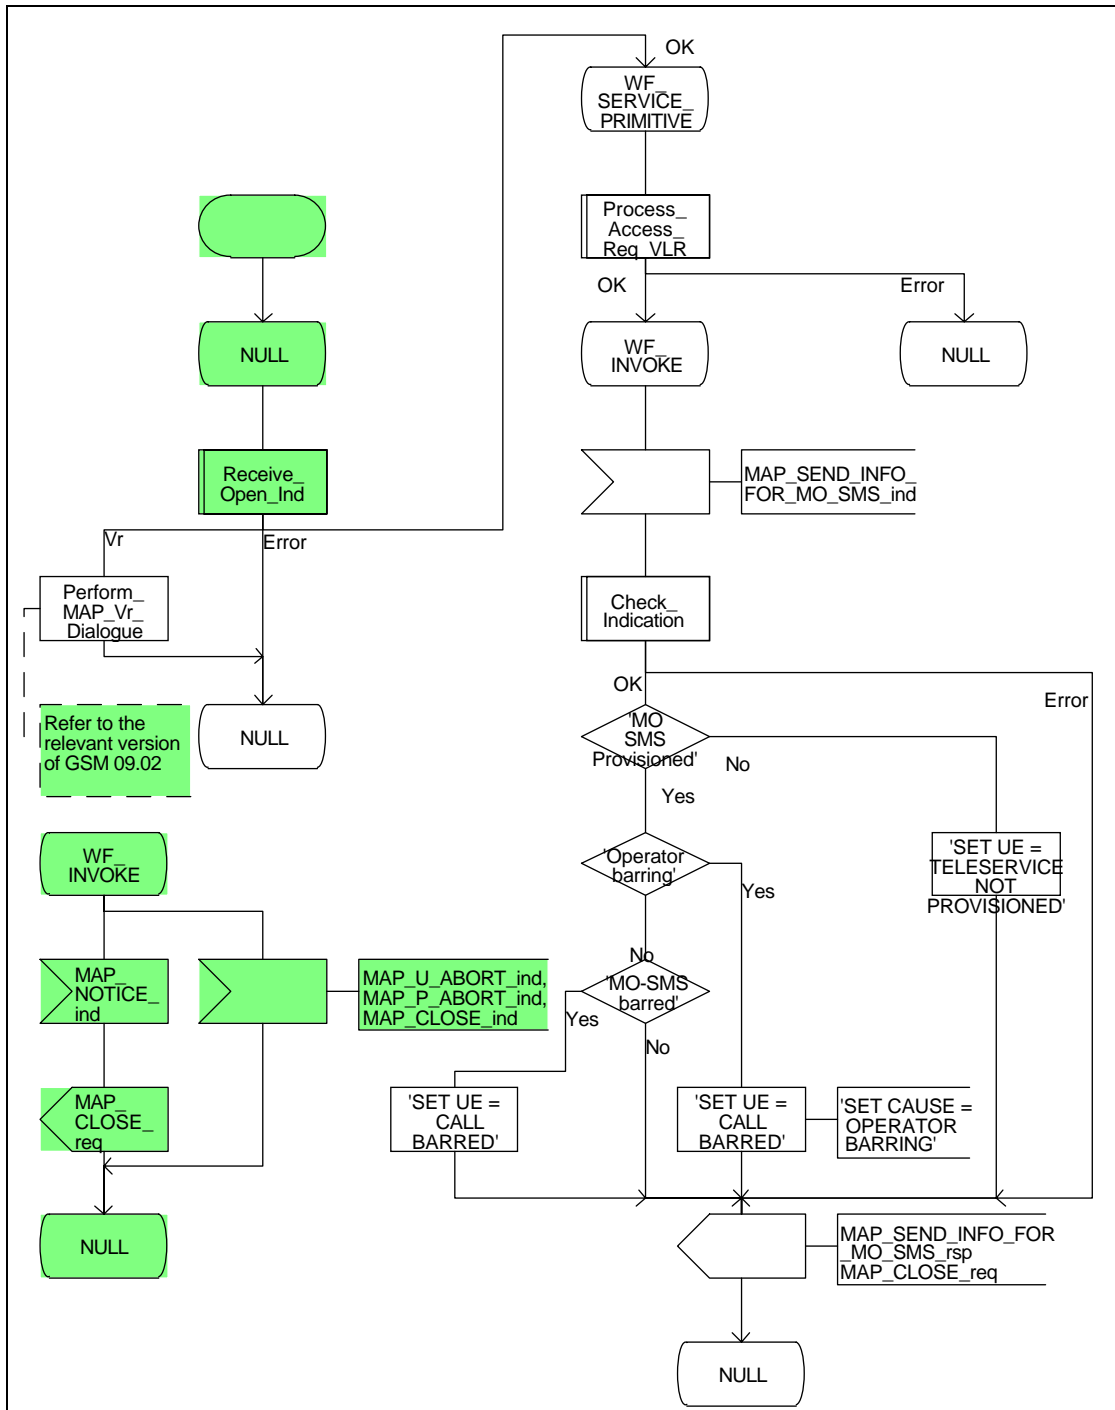 OK
WF_
SERVICE_
PRIMITIVE
Process_
Access_
Req_VLR
OK
Error
NULL
WF_
INVOKE
NULL
Receive_
Open_Ind
MAP_SEND_INFO_
FOR_MO_SMS_ind
Vr
Error
Perform_
MAP_Vr_
Dialogue
Check_
Indication
OK
Error
Refer to the
relevant version
of GSM 09.02
NULL
'MO
SMS
Provisioned'
No
Yes
WF_
INVOKE
'Operator
barring'
Yes
'SET UE =
TELESERVICE
NOT
PROVISIONED'
No
MAP_
NOTICE_
ind
MAP_U_ABORT_ind,
MAP_P_ABORT_ind,
MAP_CLOSE_ind
'MO-SMS
barred'
Yes
No
MAP_
CLOSE_
req
'SET UE =
CALL
BARRED'
'SET UE =
CALL
BARRED'
'SET CAUSE =
OPERATOR
BARRING'
NULL
MAP_SEND_INFO_FOR
_MO_SMS_rsp
MAP_CLOSE_req
NULL